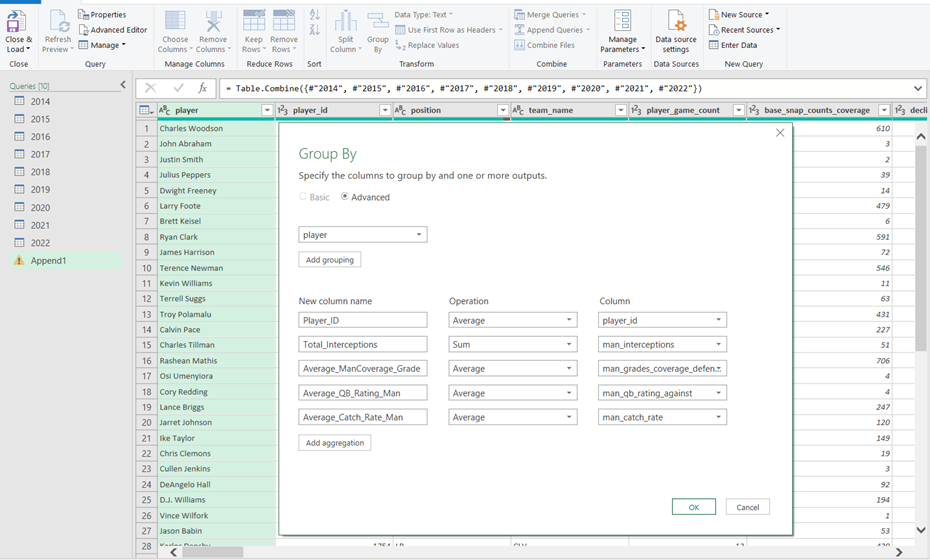 Close & Load
Refresh Preview
Properties
Advanced Editor
Manage
Choose Columns
Remove Columns
Keep Rows
Remove Rows
Split Column
Group By
Data Type: Text
Use First Row as Headers
Replace Values
Merge Queries
Append Queries
Combine Files
Manage Parameters
Data source settings
New Source
Recent Sources
Enter Data
Close
Query
Manage Columns
Reduce Rows
Sort
Transform
Combine
Parameters
Data Sources
New Query
Queries [10]
2014
2015
2016
2017
2018
2019
2020
2021
2022
Append1
fx
= Table.Combine({#"2014", #"2015", #"2016", #"2017", #"2018", #"2019", #"2020", #"2021", #"2022"})
player
player_id
position
team_name
player_game_count
base_snap_counts_coverage
decli
1 Charles Woodson 610
2 John Abraham 3
3 Justin Smith 2
4 Julius Peppers 39
5 Dwight Freeney 14
6 Larry Foote 479
7 Brett Keisel 6
8 Ryan Clark 591
9 James Harrison 72
10 Terence Newman 546
11 Kevin Williams 11
12 Terrell Suggs 63
13 Troy Polamalu 431
14 Calvin Pace 227
15 Charles Tillman 51
16 Rashean Mathis 706
17 Osi Umenyiora 4
18 Cory Redding 4
19 Lance Briggs 247
20 Jarret Johnson 120
21 Ike Taylor 149
22 Chris Clemons 19
23 Cullen Jenkins 3
24 DeAngelo Hall 92
25 D.J. Williams 194
26 Vince Wilfork 1
27 Jason Babin 53
28
Group By
Specify the columns to group by and one or more outputs.
Basic Advanced
player
Add grouping
New column name Operation Column
Player_ID Average player_id
Total_Interceptions Sum man_interceptions
Average_ManCoverage_Grade Average man_grades_coverage_defen...
Average_QB_Rating_Man Average man_qb_rating_against
Average_Catch_Rate_Man Average man_catch_rate
Add aggregation
OK Cancel